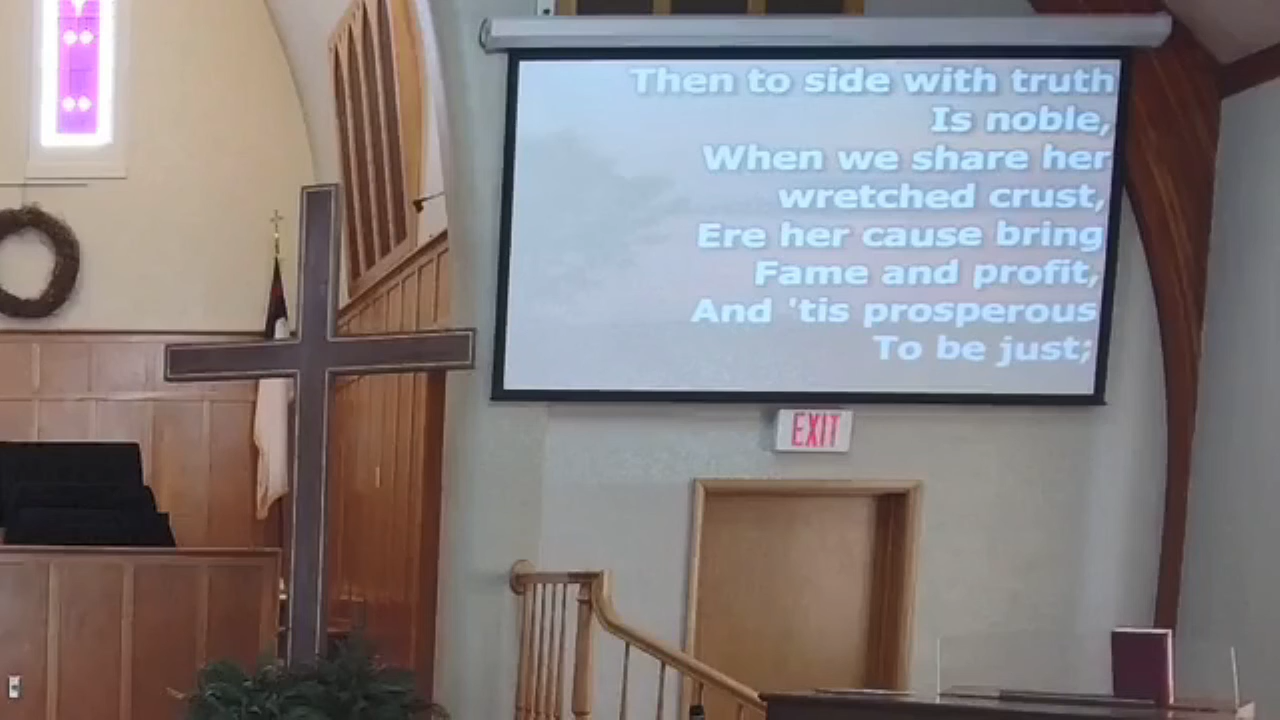 Then to side with truth
Is noble,
When we share her
wretched crust,
Ere her cause bring
Fame and profit,
And 'tis prosperous
To be just;
EXIT